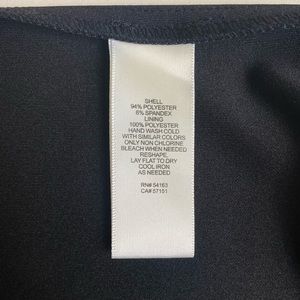 SHELL
94% POLYESTER
6% SPANDEX
LINING
100% POLYESTER
HAND WASH COLD
WITH SIMILAR COLORS
ONLY NON CHLORINE
BLEACH WHEN NEEDED
RESHAPE,
LAY FLAT TO DRY
COOL IRON
AS NEEDED
RN# 54163
CA# 57151